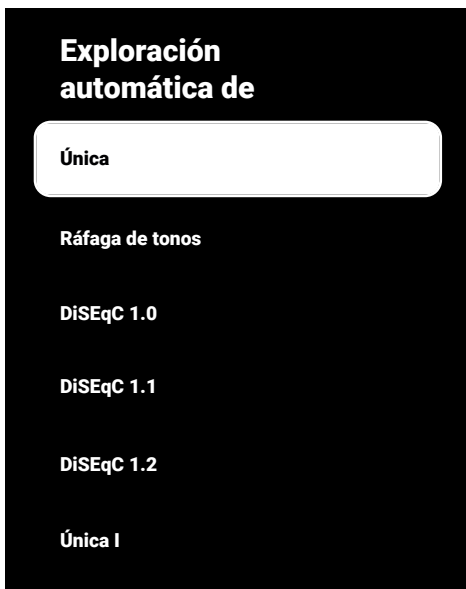 Exploración
automática de
Única
Ráfaga de tonos
DiSEqC 1.0
DiSEqC 1.1
DiSEqC 1.2
Única I